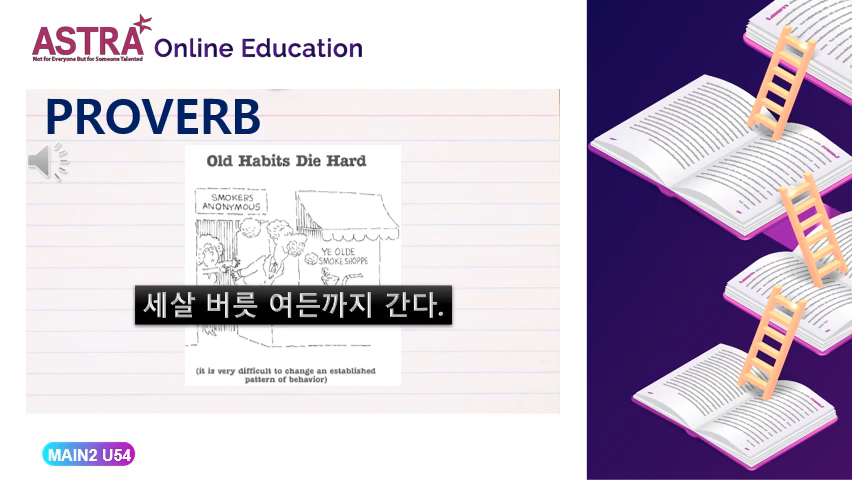 ASTRA
Not for Everyone But for Someone Talented
Online Education
PROVERB
Old Habits Die Hard
SMOKERS
ANONYMOUS
YE OLDE
SMOKE SHOPPE
세살 버릇 여든까지 간다.
(it is very difficult to change an established
pattern of behavior)
MAIN2 U54